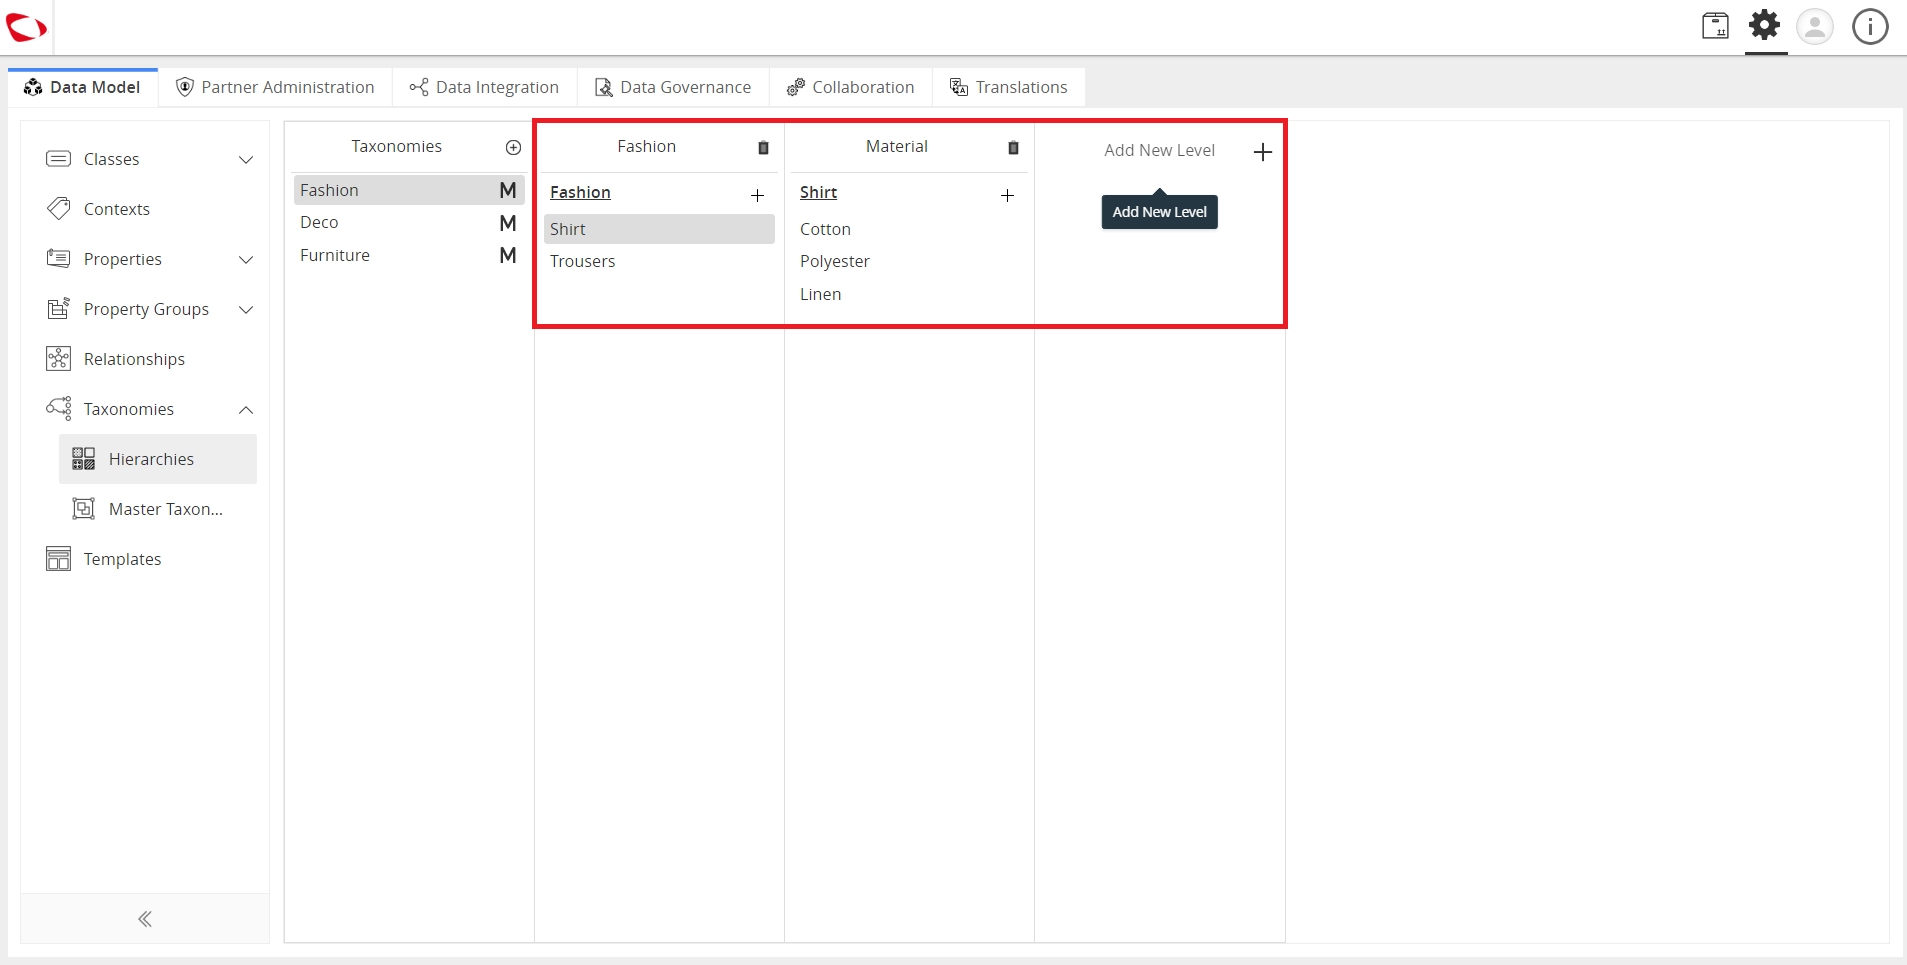 Data Model
Partner Administration
Data Integration
Data Governance
Collaboration
Translations
Classes
Contexts
Properties
Property Groups
Relationships
Taxonomies
Hierarchies
Master Taxon...
Templates
Taxonomies
Fashion M
Deco M
Furniture M
Fashion
Fashion
Shirt
Trousers
Material
Shirt
Cotton
Polyester
Linen
Add New Level
Add New Level